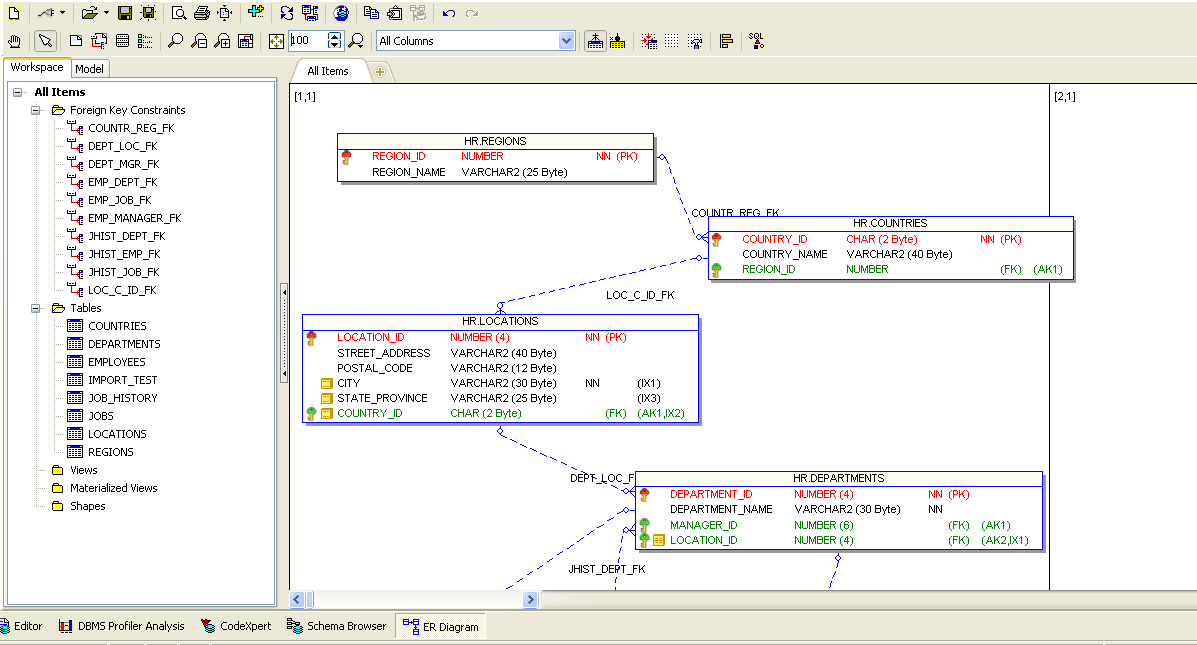 100
All Columns
SQL
Workspace Model
All Items
Foreign Key Constraints
COUNTR_REG_FK
DEPT_LOC_FK
DEPT_MGR_FK
EMP_DEPT_FK
EMP_JOB_FK
EMP_MANAGER_FK
JHIST_DEPT_FK
JHIST_EMP_FK
JHIST_JOB_FK
LOC_C_ID_FK
Tables
COUNTRIES
DEPARTMENTS
EMPLOYEES
IMPORT_TEST
JOB_HISTORY
JOBS
LOCATIONS
REGIONS
Views
Materialized Views
Shapes
All Items
[1,1]
[2,1]
HR.REGIONS
REGION_ID NUMBER NN (PK)
REGION_NAME VARCHAR2 (25 Byte)
COUNTR_REG_FK
HR.COUNTRIES
COUNTRY_ID CHAR (2 Byte) NN (PK)
COUNTRY_NAME VARCHAR2 (40 Byte)
REGION_ID NUMBER (FK) (AK1)
LOC_C_ID_FK
HR.LOCATIONS
LOCATION_ID NUMBER (4) NN (PK)
STREET_ADDRESS VARCHAR2 (40 Byte)
POSTAL_CODE VARCHAR2 (12 Byte)
CITY VARCHAR2 (30 Byte) NN (IX1)
STATE_PROVINCE VARCHAR2 (25 Byte) (IX3)
COUNTRY_ID CHAR (2 Byte) (FK) (AK1,IX2)
DEPT_LOC_F
HR.DEPARTMENTS
DEPARTMENT_ID NUMBER (4) NN (PK)
DEPARTMENT_NAME VARCHAR2 (30 Byte) NN
MANAGER_ID NUMBER (6) (FK) (AK1)
LOCATION_ID NUMBER (4) (FK) (AK2,IX1)
JHIST_DEPT_FK
Editor DBMS Profiler Analysis CodeXpert Schema Browser ER Diagram